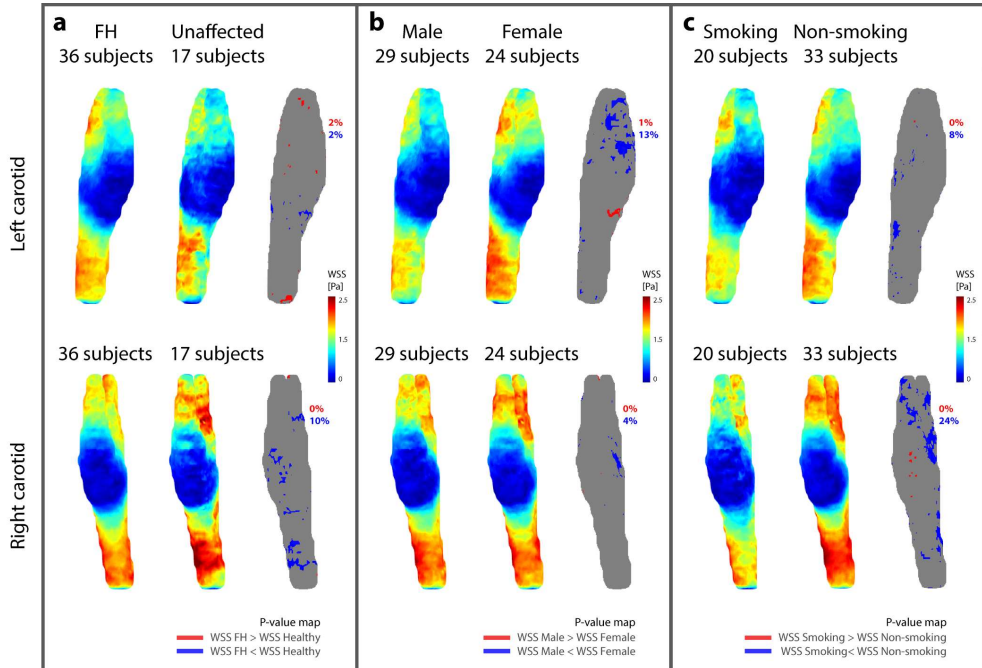 a
FH
Unaffected
36 subjects
17 subjects
2%
2%
Left carotid
WSS
[Pa]
2.5
1.5
0
36 subjects
17 subjects
0%
10%
Right carotid
P-value map
WSS FH > WSS Healthy
WSS FH < WSS Healthy
b
Male
Female
29 subjects
24 subjects
1%
13%
WSS
[Pa]
2.5
1.5
0
29 subjects
24 subjects
0%
4%
P-value map
WSS Male > WSS Female
WSS Male < WSS Female
c
Smoking
Non-smoking
20 subjects
33 subjects
0%
8%
WSS
[Pa]
2.5
1.5
0
20 subjects
33 subjects
0%
24%
P-value map
WSS Smoking > WSS Non-smoking
WSS Smoking< WSS Non-smoking